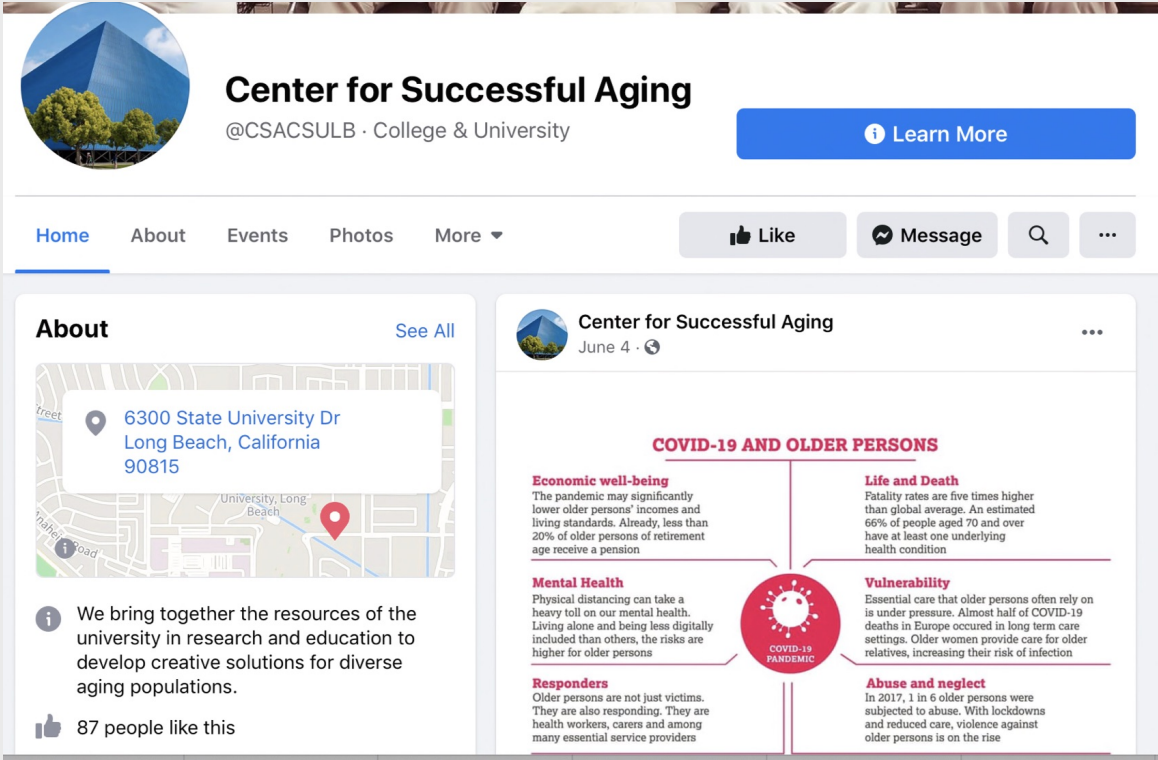 Center for Successful Aging
@CSACSULB · College & University
Learn More
Home
About
Events
Photos
More
Like
Message
...
About
See All
6300 State University Dr
Long Beach, California
90815
University, Long
Beach
Road
We bring together the resources of the
university in research and education to
develop creative solutions for diverse
aging populations.
87 people like this
Center for Successful Aging
June 4 ·
COVID-19 AND OLDER PERSONS
Economic well-being
The pandemic may significantly
lower older persons' incomes and
living standards. Already, less than
20% of older persons of retirement
age receive a pension
Life and Death
Fatality rates are five times higher
than global average. An estimated
66% of people aged 70 and over
have at least one underlying
health condition
Mental Health
Physical distancing can take a
heavy toll on our mental health.
Living alone and being less digitally
included than others, the risks are
higher for older persons
Vulnerability
Essential care that older persons often rely on
is under pressure. Almost half of COVID-19
deaths in Europe occured in long term care
settings. Older women provide care for older
relatives, increasing their risk of infection
COVID-19
PANDEMIC
Responders
Older persons are not just victims.
They are also responding. They are
health workers, carers and among
many essential service providers
Abuse and neglect
In 2017, 1 in 6 older persons were
subjected to abuse. With lockdowns
and reduced care, violence against
older persons is on the rise